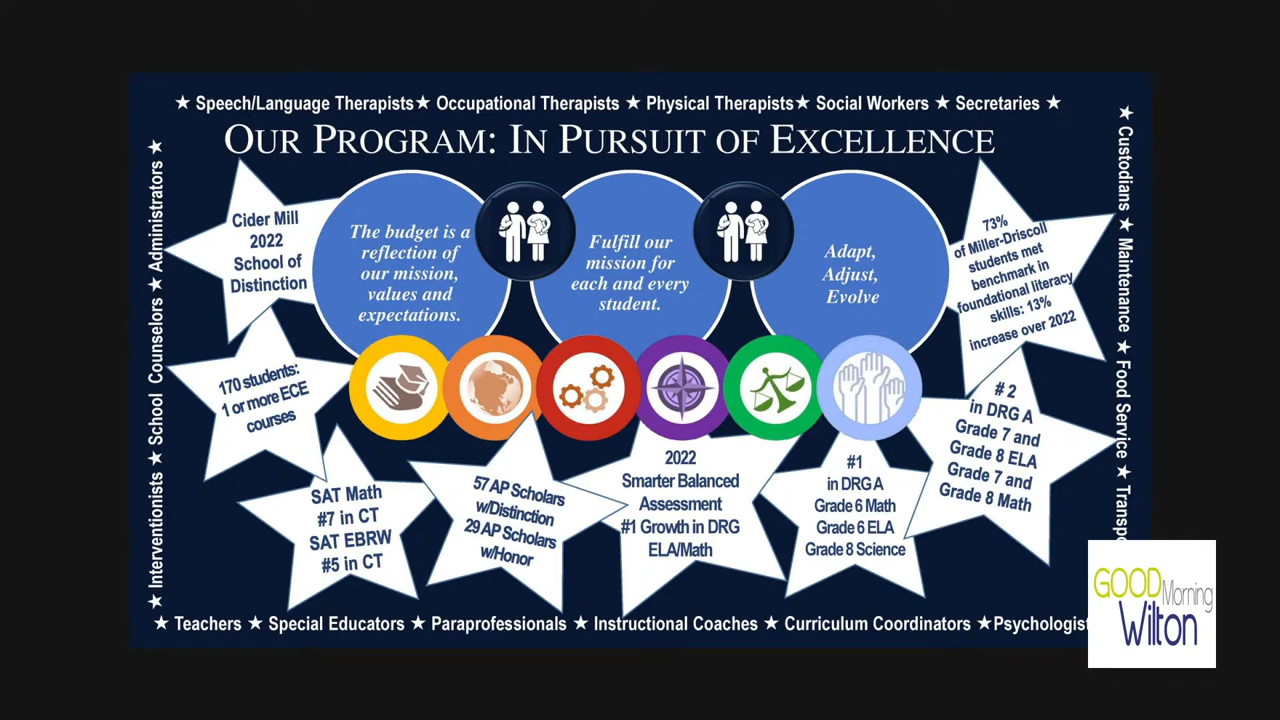 ★ Speech/Language Therapists★ Occupational Therapists ★ Physical Therapists★ Social Workers ★ Secretaries ★
OUR PROGRAM: IN PURSUIT OF EXCELLENCE
★ Interventionists ★ School Counselors ★ Administrators ★
★ Custodians ★ Maintenance ★ Food Service ★
Cider Mill
2022
School of
Distinction
The budget is a
reflection of
our mission,
values and
expectations.
Fulfill our
mission for
each and every
student.
Adapt,
Adjust,
Evolve
73%
of Miller-Driscoll
students met
benchmark in
foundational literacy
skills: 13%
increase over 2022
170 students:
1 or more ECE
courses
SAT Math
#7 in CT
SAT EBRW
#5 in CT
57 AP Scholars
w/Distinction
29 AP Scholars
w/Honor
2022
Smarter Balanced
Assessment
#1 Growth in DRG
ELA/Math
#1
in DRG A
Grade 6 Math
Grade 6 ELA
Grade 8 Science
# 2
in DRG A
Grade 7 and
Grade 8 ELA
Grade 7 and
Grade 8 Math
★ Teachers ★ Special Educators ★ Paraprofessionals ★ Instructional Coaches ★ Curriculum Coordinators ★Psychologist
GOOD Morning
Wilton